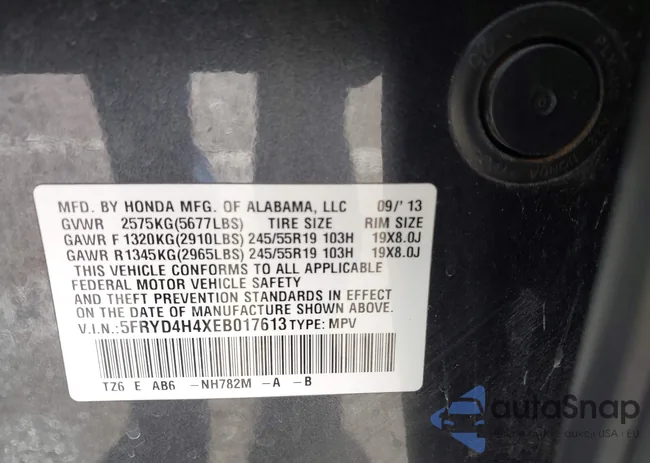 MFD. BY HONDA MFG. OF ALABAMA, LLC 09/'13
GVWR 2575KG(5677LBS) TIRE SIZE RIM SIZE
GAWR F 1320KG(2910LBS) 245/55R19 103H 19X8.0J
GAWR R 1345KG(2965LBS) 245/55R19 103H 19X8.0J
THIS VEHICLE CONFORMS TO ALL APPLICABLE
FEDERAL MOTOR VEHICLE SAFETY
AND THEFT PREVENTION STANDARDS IN EFFECT
ON THE DATE OF MANUFACTURE SHOWN ABOVE.
V.I.N.: 5FRYD4H4XEB017613 TYPE: MPV
TZ6 E AB6 -NH782M -A -B
autoSnap
USA | EU